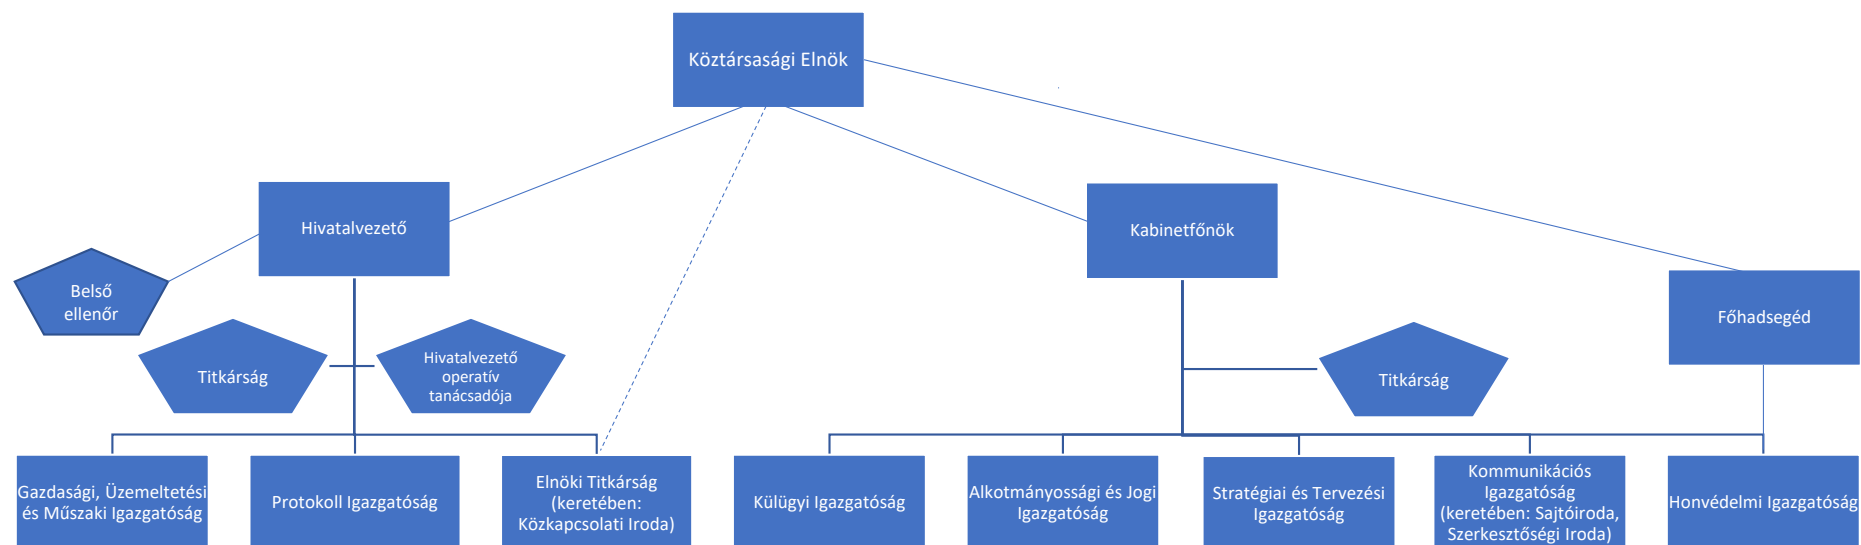 Köztársasági Elnök
Hivatalvezető
Kabinetfőnök
Belső
ellenőr
Főhadsegéd
Titkárság
Hivatalvezető
operatív
tanácsadója
Titkárság
Gazdasági, Üzemeltetési
és Műszaki Igazgatóság
Protokoll Igazgatóság
Elnöki Titkárság
(keretében:
Közkapcsolati Iroda)
Külügyi Igazgatóság
Alkotmányossági és Jogi
Igazgatóság
Stratégiai és Tervezési
Igazgatóság
Kommunikációs
Igazgatóság
(keretében: Sajtóiroda,
Szerkesztőségi Iroda)
Honvédelmi Igazgatóság